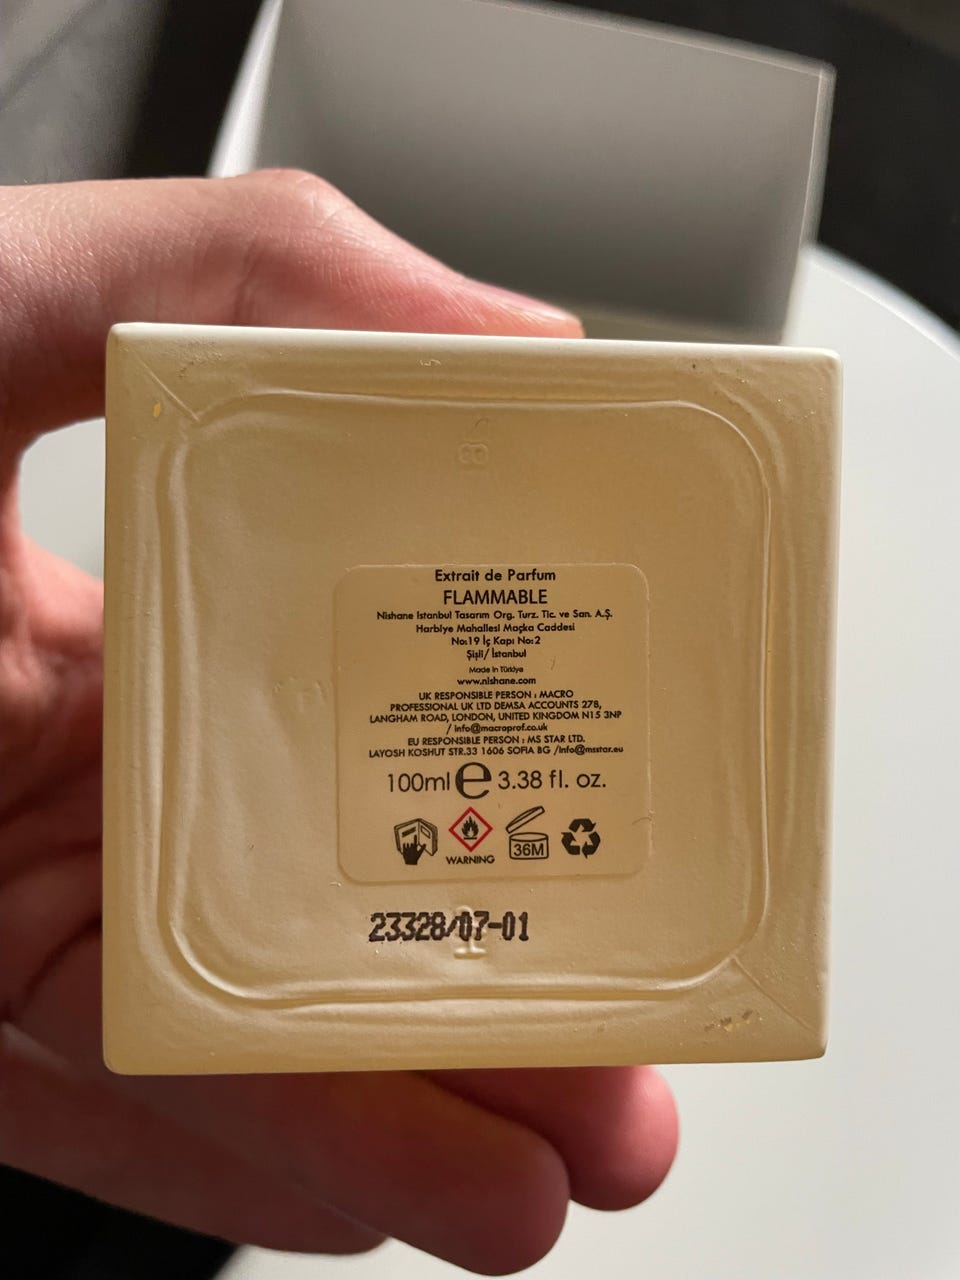 8
Extrait de Parfum
FLAMMABLE
Nishane Istanbul Tasarım Org. Turz. Tic. ve San. A.Ş.
Harbiye Mahallesi Maçka Caddesi
No:19 İç Kapı No:2
Şişli/ İstanbul
Made in Türkiye
www.nishane.com
UK RESPONSIBLE PERSON : MACRO
PROFESSIONAL UK LTD DEMSA ACCOUNTS 278,
LANGHAM ROAD, LONDON, UNITED KINGDOM N15 3NP
/ info@macroprof.co.uk
EU RESPONSIBLE PERSON : MS STAR LTD.
LAYOSH KOSHUT STR.33 1606 SOFIA BG /info@msstar.eu
100ml e 3.38 fl. oz.
WARNING
36M
23328/07-01